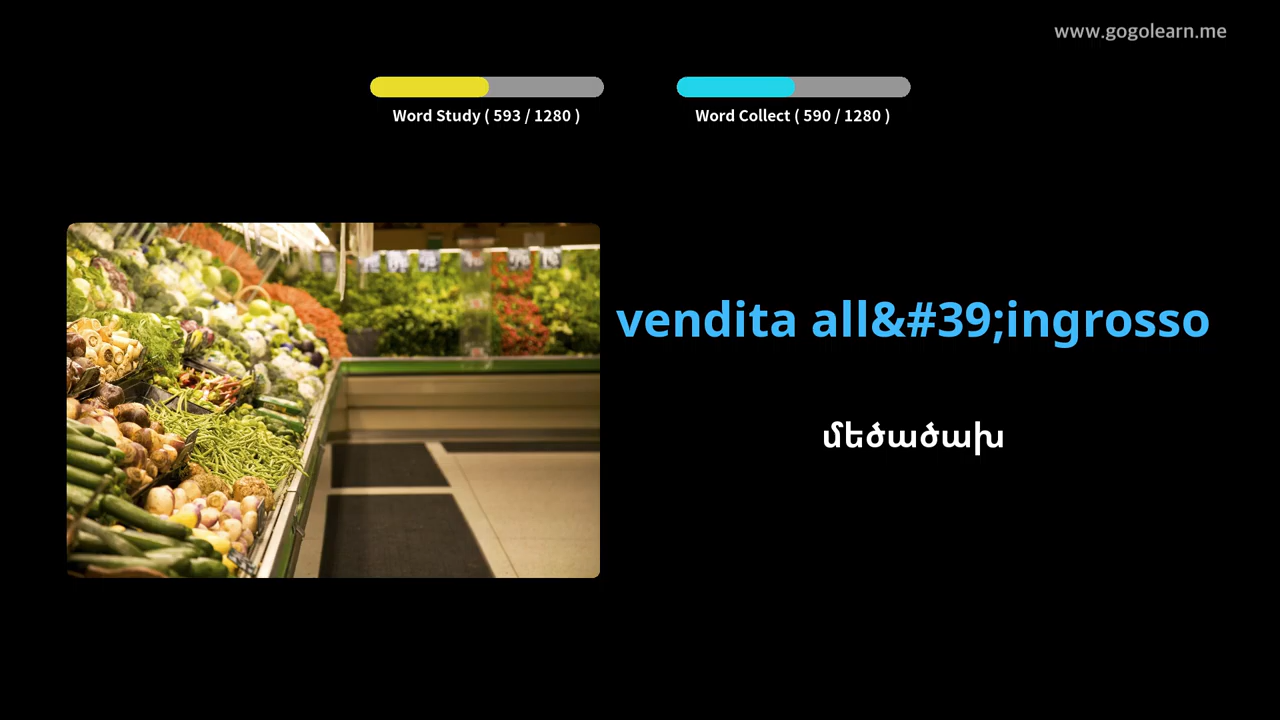 www.gogolearn.me
Word Study ( 593 / 1280 )
Word Collect ( 590 / 1280 )
vendita all&#39;ingrosso
մեծածախ